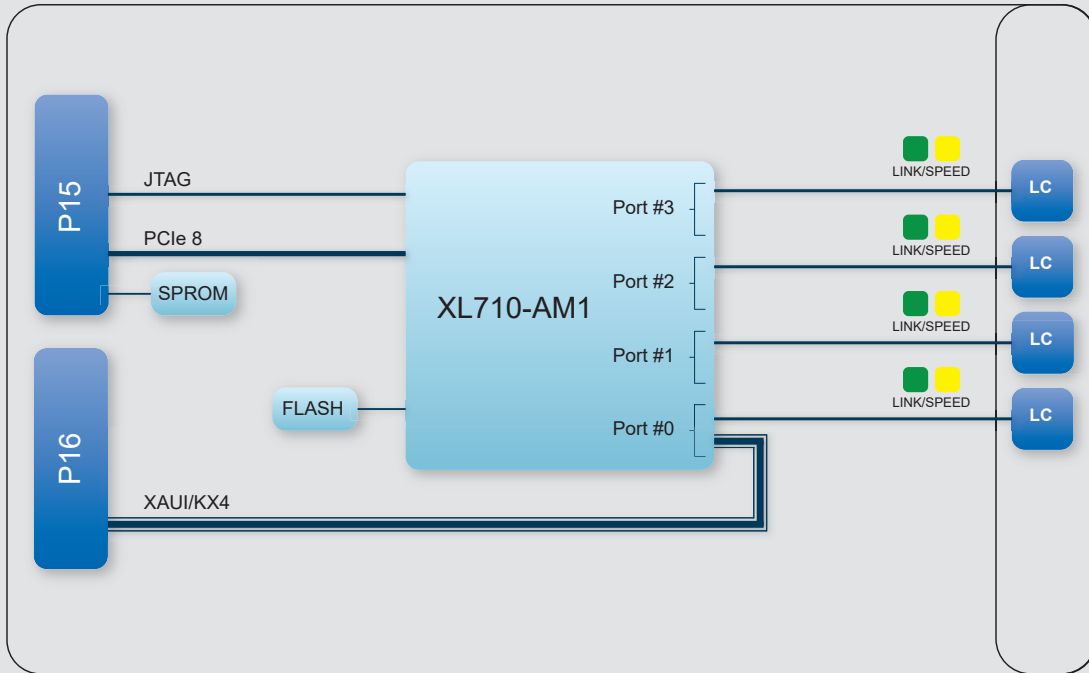 P15
JTAG
PCIe 8
SPROM
P16
FLASH
XAUI/KX4
XL710-AM1
Port #3
Port #2
Port #1
Port #0
LINK/SPEED
LC
LINK/SPEED
LC
LINK/SPEED
LC
LINK/SPEED
LC